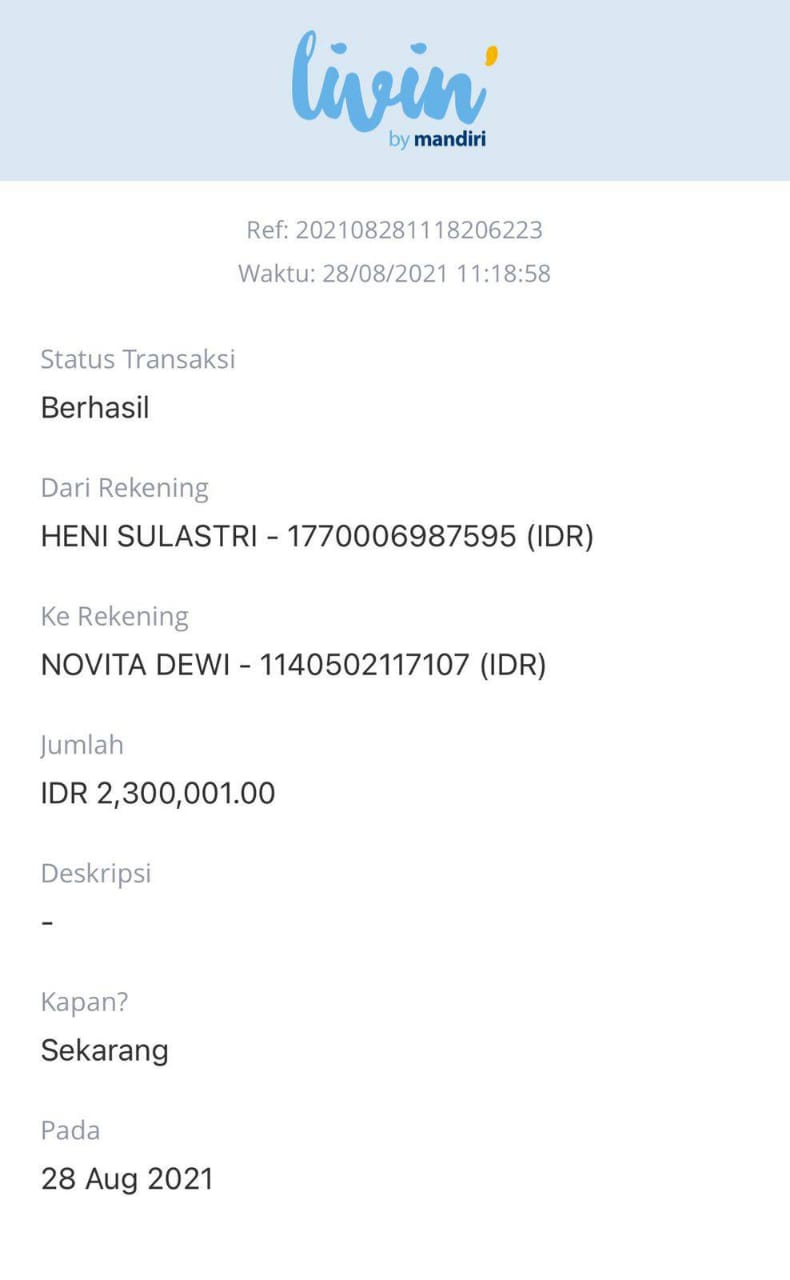 livin'
by mandiri
Ref: 202108281118206223
Waktu: 28/08/2021 11:18:58
Status Transaksi
Berhasil
Dari Rekening
HENI SULASTRI - 1770006987595 (IDR)
Ke Rekening
NOVITA DEWI - 1140502117107 (IDR)
Jumlah
IDR 2,300,001.00
Deskripsi
-
Kapan?
Sekarang
Pada
28 Aug 2021